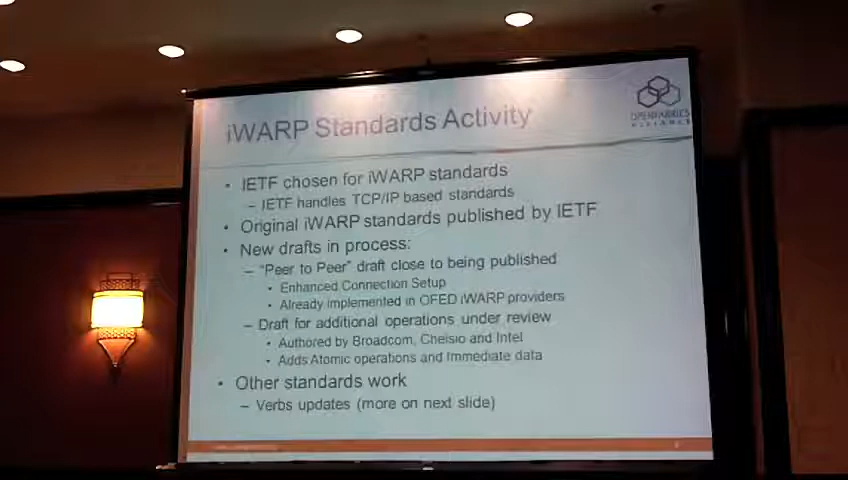 iWARP Standards Activity
OPENFABRICS
ALLIANCE
• IETF chosen for iWARP standards
– IETF handles TCP/IP based standards
• Original iWARP standards published by IETF
• New drafts in process:
– "Peer to Peer" draft close to being published
• Enhanced Connection Setup
• Already implemented in OFED iWARP providers
– Draft for additional operations under review
• Authored by Broadcom, Chelsio and Intel
• Adds Atomic operations and Immediate data
• Other standards work
– Verbs updates (more on next slide)